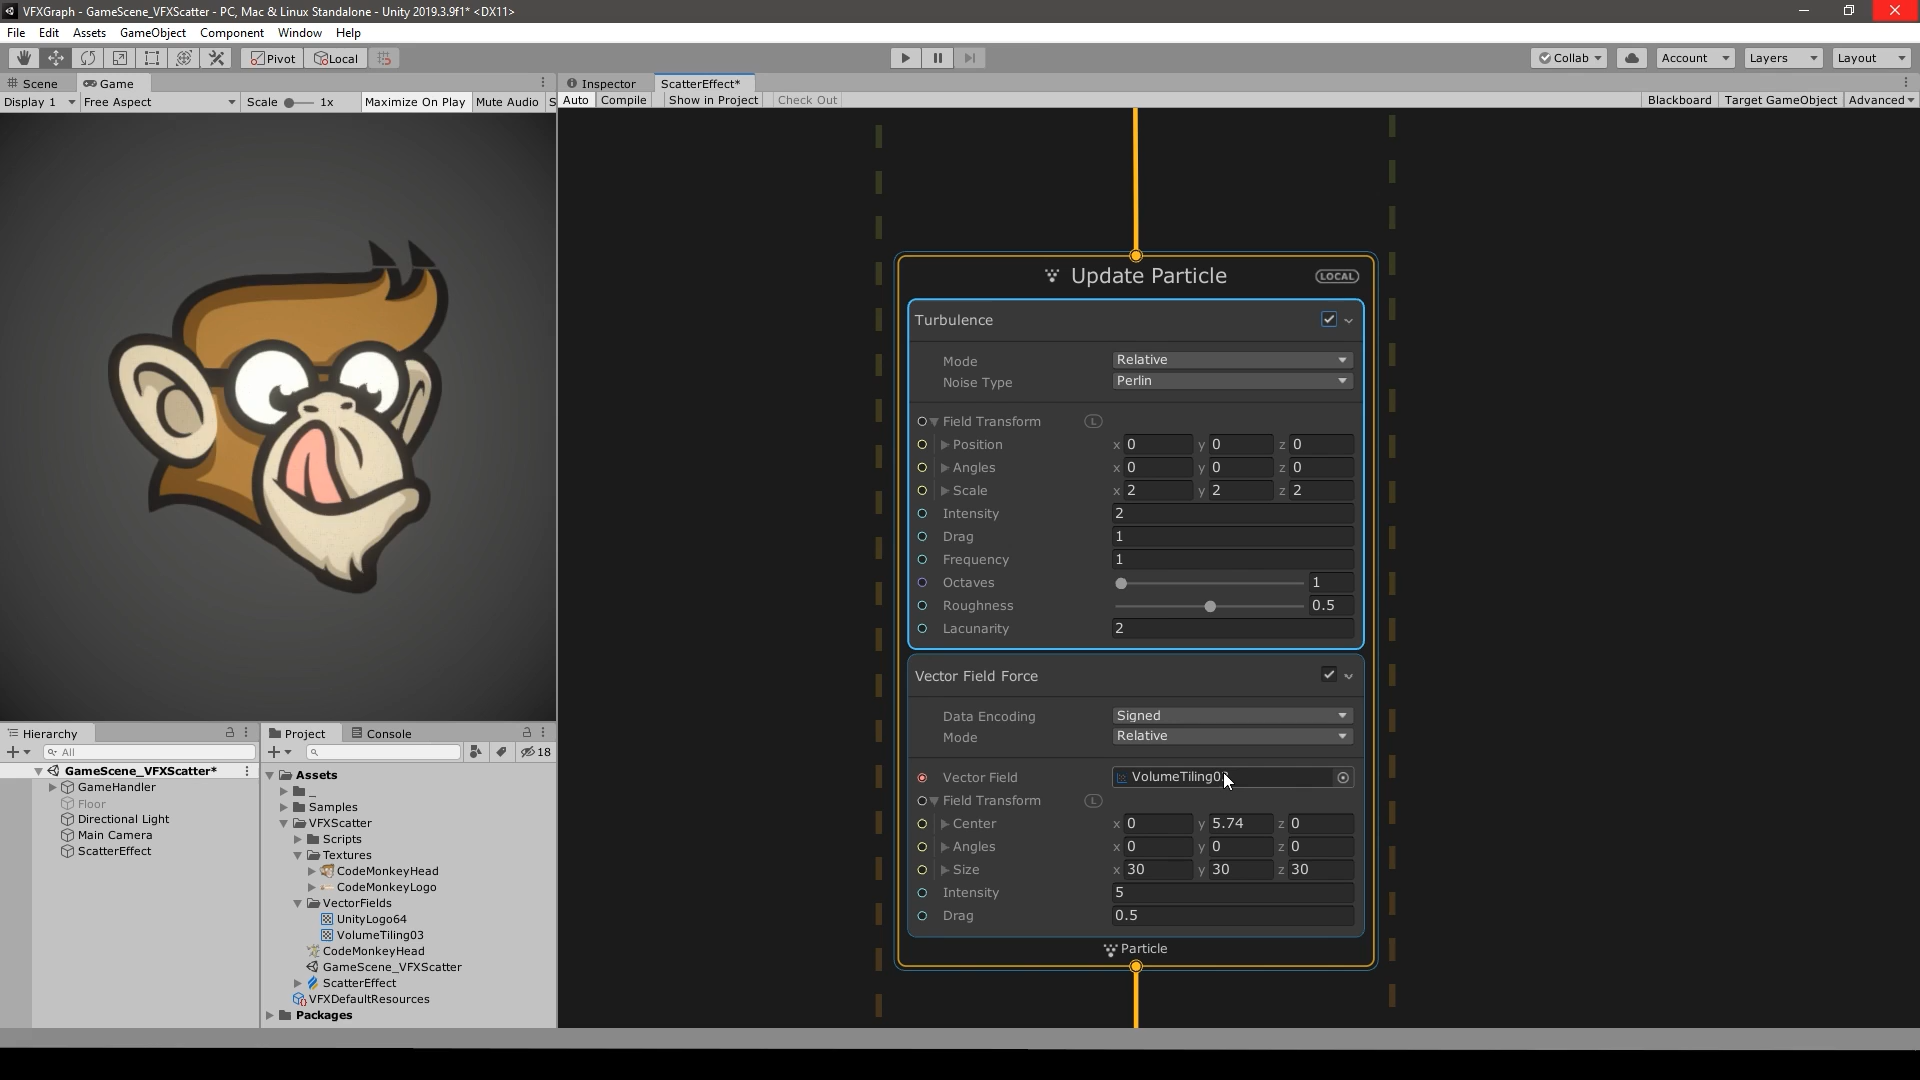 VFXGraph - GameScene_VFXScatter - PC, Mac & Linux Standalone - Unity 2019.3.9f1* <DX11>
File Edit Assets GameObject Component Window Help
Pivot Local Collab Account Layers Layout
Scene Game Inspector ScatterEffect*
Display 1 Free Aspect Scale 1x Maximize On Play Mute Audio S Auto Compile Show in Project Check Out Blackboard Target GameObject Advanced
Update Particle LOCAL
Turbulence
Mode Relative
Noise Type Perlin
Field Transform L
Position x 0 y 0 z 0
Angles x 0 y 0 z 0
Scale x 2 y 2 z 2
Intensity 2
Drag 1
Frequency 1
Octaves 1
Roughness 0.5
Lacunarity 2
Vector Field Force
Data Encoding Signed
Mode Relative
Vector Field VolumeTiling03
Field Transform L
Center x 0 y 5.74 z 0
Angles x 0 y 0 z 0
Size x 30 y 30 z 30
Intensity 5
Drag 0.5
Particle
Hierarchy
All
GameScene_VFXScatter*
GameHandler
Floor
Directional Light
Main Camera
ScatterEffect
Project Console
18
Assets
_
Samples
VFXScatter
Scripts
Textures
CodeMonkeyHead
CodeMonkeyLogo
VectorFields
UnityLogo64
VolumeTiling03
CodeMonkeyHead
GameScene_VFXScatter
ScatterEffect
VFXDefaultResources
Packages